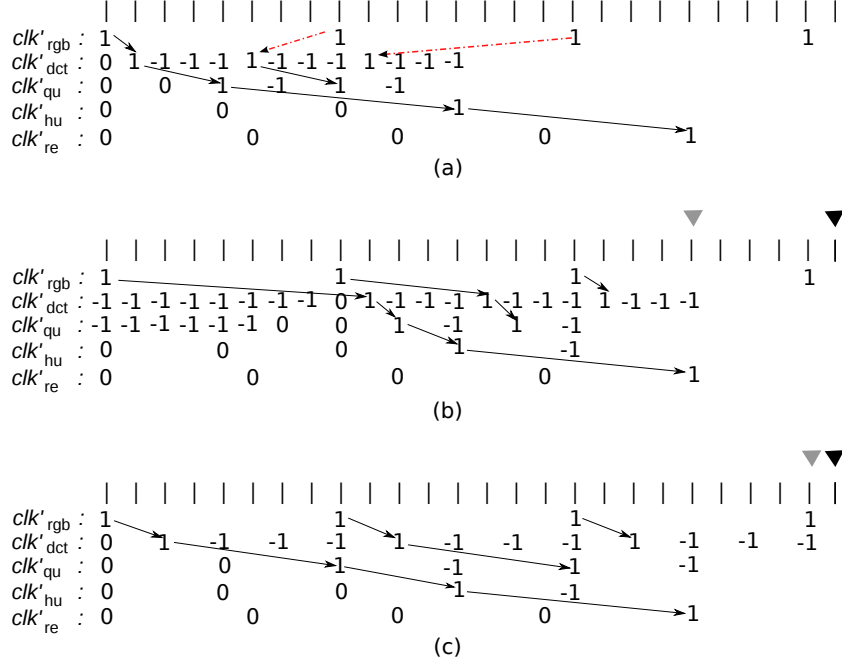 clk'rgb : 1 1 1 1
clk'dct : 0 1 -1 -1 -1 1 -1 -1 -1 1 -1 -1 -1
clk'qu : 0 0 1 -1 1 -1
clk'hu : 0 0 0 1
clk're : 0 0 0 0 1
(a)
clk'rgb : 1 1 1 1
clk'dct : -1 -1 -1 -1 -1 -1 -1 -1 0 1 -1 -1 -1 1 -1 -1 -1 1 -1 -1 -1
clk'qu : -1 -1 -1 -1 -1 -1 0 0 1 -1 1 -1
clk'hu : 0 0 0 1 -1
clk're : 0 0 0 0 1
(b)
clk'rgb : 1 1 1 1
clk'dct : 0 1 -1 -1 -1 1 -1 -1 -1 1 -1 -1 -1
clk'qu : 0 0 1 -1 1 -1
clk'hu : 0 0 0 1 -1
clk're : 0 0 0 0 1
(c)